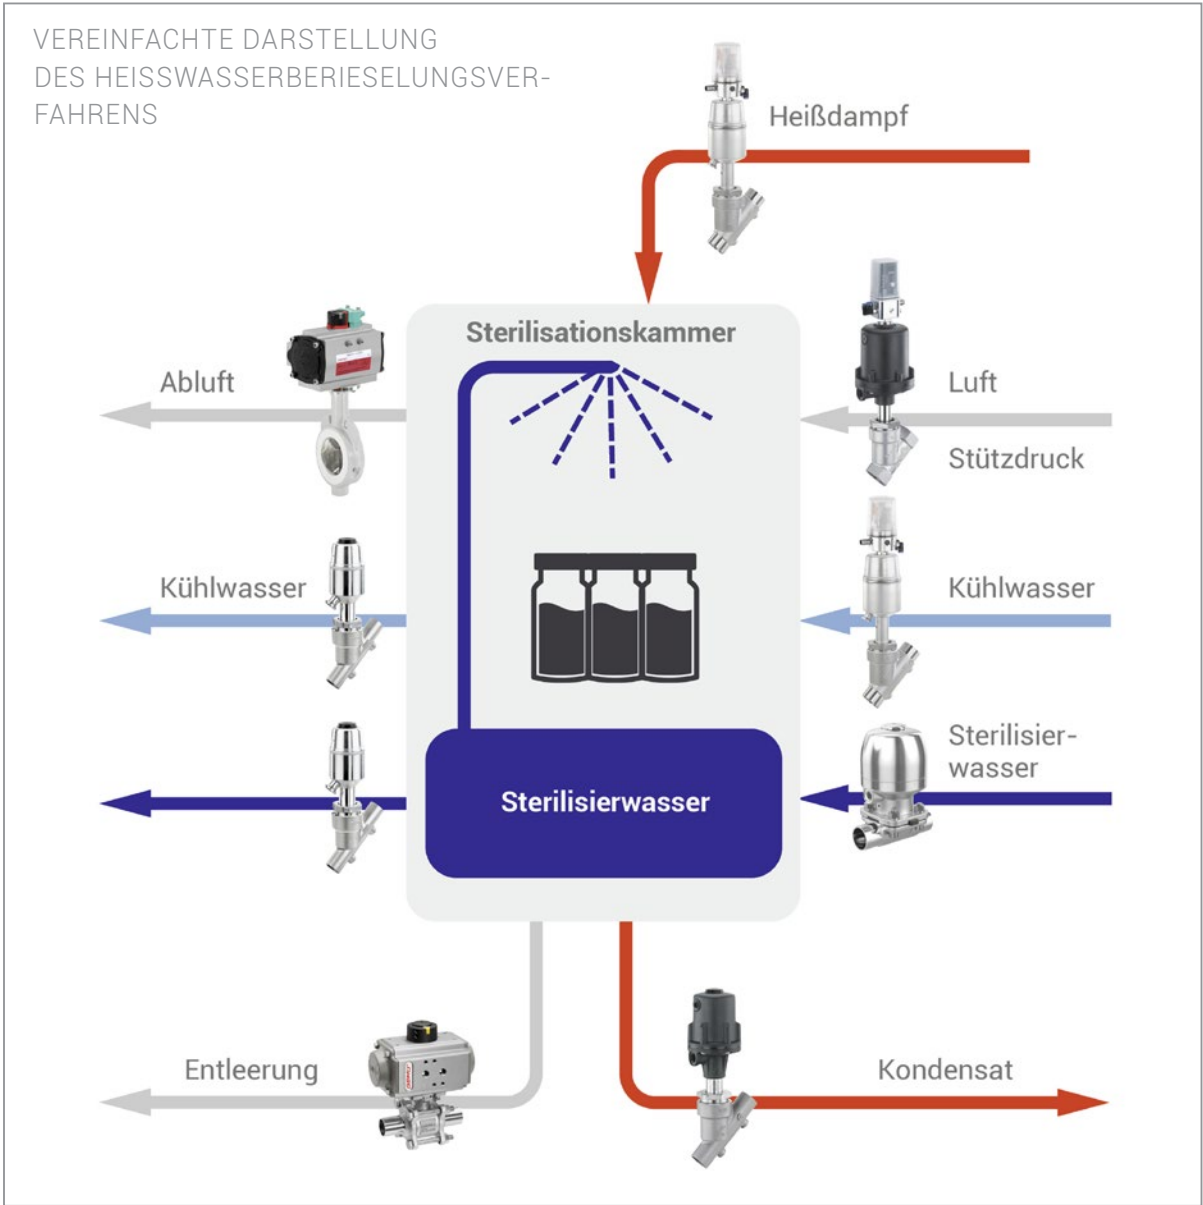 VEREINFACHTE DARSTELLUNG
DES HEISSWASSERBERIESELUNGSVER-
FAHRENS
Heißdampf
Sterilisationskammer
Abluft
Luft
Stützdruck
Kühlwasser
Kühlwasser
Sterilisier-
wasser
Sterilisierwasser
Entleerung
Kondensat